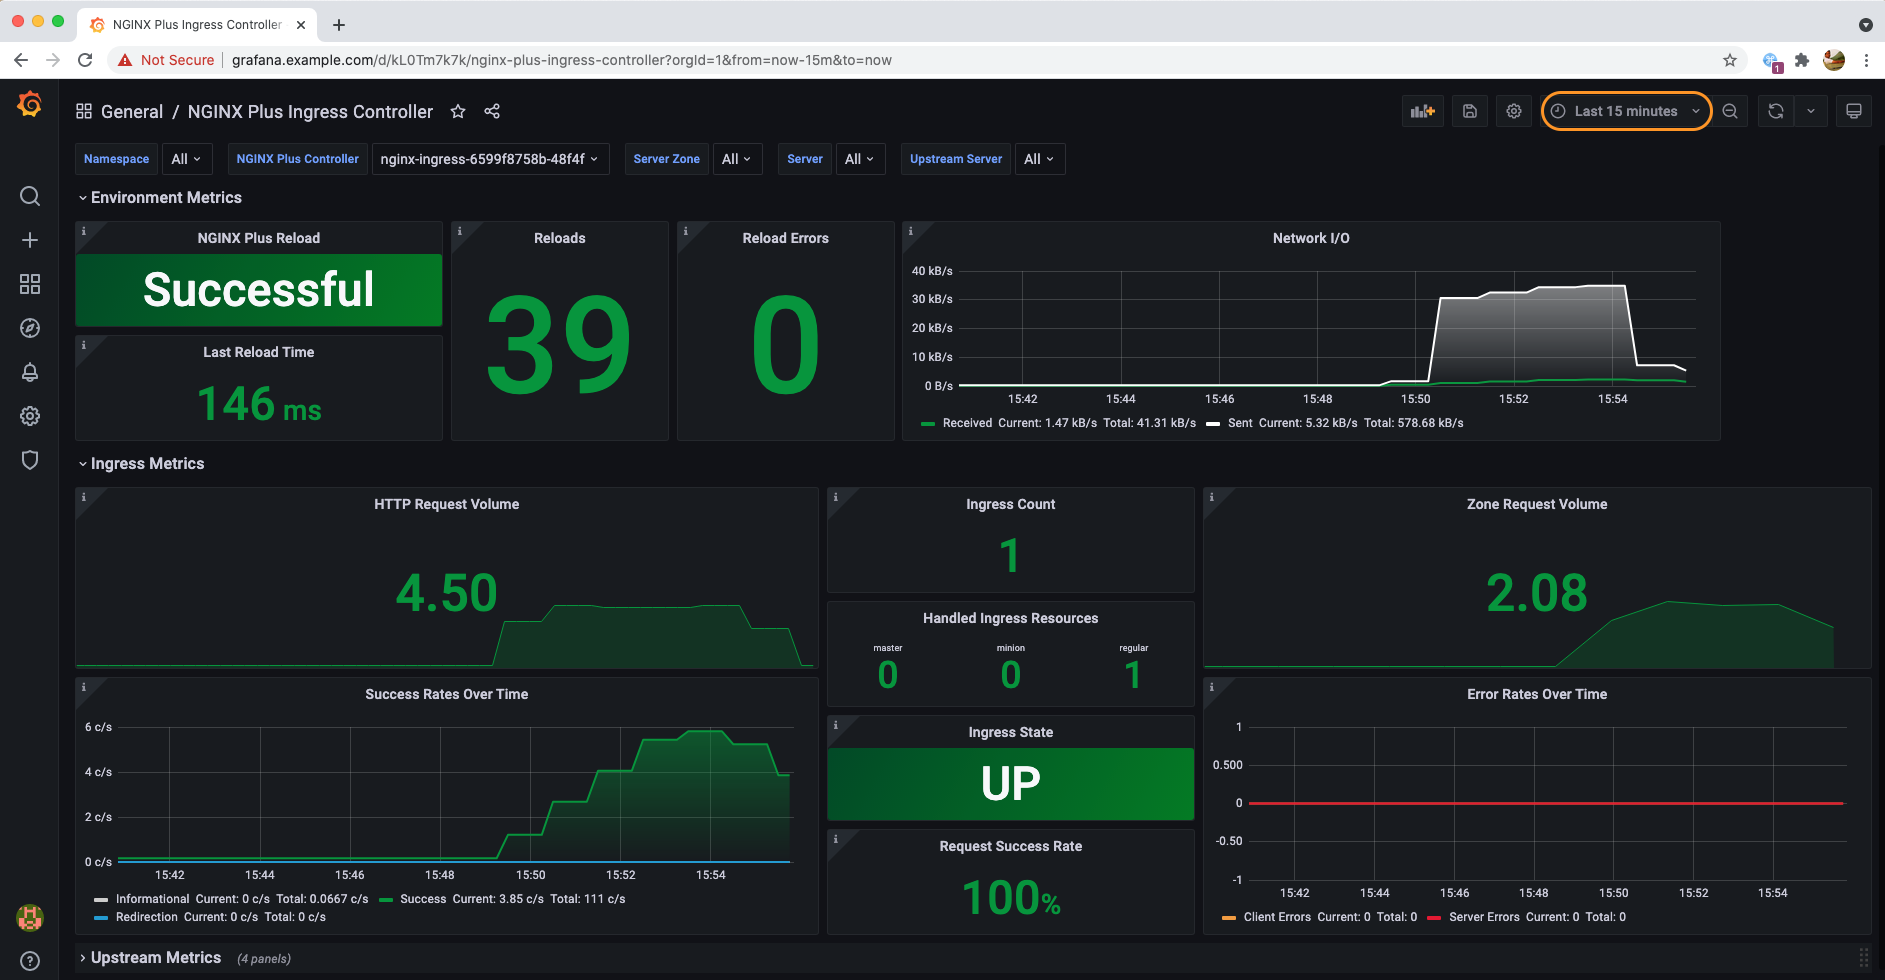 NGINX Plus Ingress Controller
Not Secure grafana.example.com/d/kL0Tm7k7k/nginx-plus-ingress-controller?orgId=1&from=now-15m&to=now
1
General / NGINX Plus Ingress Controller
Last 15 minutes
Namespace All NGINX Plus Controller nginx-ingress-6599f8758b-48f4f Server Zone All Server All Upstream Server All
Environment Metrics
NGINX Plus Reload
Successful
Last Reload Time
146 ms
Reloads
39
Reload Errors
0
Network I/O
40 kB/s
30 kB/s
20 kB/s
10 kB/s
0 B/s
15:42 15:44 15:46 15:48 15:50 15:52 15:54
Received Current: 1.47 kB/s Total: 41.31 kB/s Sent Current: 5.32 kB/s Total: 578.68 kB/s
Ingress Metrics
HTTP Request Volume
4.50
Ingress Count
1
Zone Request Volume
2.08
Handled Ingress Resources
master minion regular
0 0 1
Success Rates Over Time
6 c/s
4 c/s
2 c/s
0 c/s
15:42 15:44 15:46 15:48 15:50 15:52 15:54
Informational Current: 0 c/s Total: 0.0667 c/s Success Current: 3.85 c/s Total: 111 c/s
Redirection Current: 0 c/s Total: 0 c/s
Ingress State
UP
Request Success Rate
100%
Error Rates Over Time
1
0.500
0
-0.50
-1
15:42 15:44 15:46 15:48 15:50 15:52 15:54
Client Errors Current: 0 Total: 0 Server Errors Current: 0 Total: 0
Upstream Metrics (4 panels)